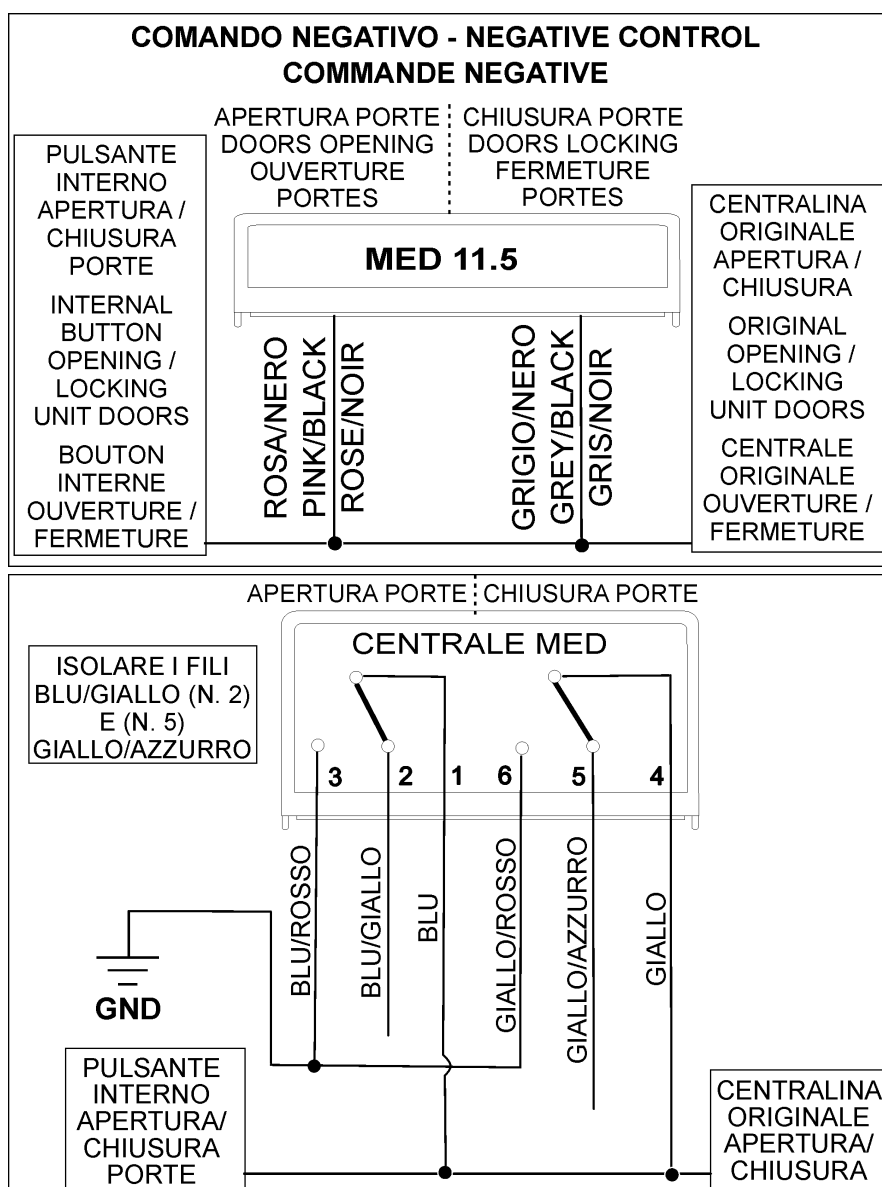 COMANDO NEGATIVO - NEGATIVE CONTROL
COMMANDE NEGATIVE
APERTURA PORTE
DOORS OPENING
OUVERTURE
PORTES
CHIUSURA PORTE
DOORS LOCKING
FERMETURE
PORTES
PULSANTE
INTERNO
APERTURA /
CHIUSURA
PORTE
INTERNAL
BUTTON
OPENING /
LOCKING
UNIT DOORS
BOUTON
INTERNE
OUVERTURE /
FERMETURE
MED 11.5
ROSA/NERO
PINK/BLACK
ROSE/NOIR
GRIGIO/NERO
GREY/BLACK
GRIS/NOIR
CENTRALINA
ORIGINALE
APERTURA /
CHIUSURA
ORIGINAL
OPENING /
LOCKING
UNIT DOORS
CENTRALE
ORIGINALE
OUVERTURE /
FERMETURE
APERTURA PORTE
CHIUSURA PORTE
CENTRALE MED
ISOLARE I FILI
BLU/GIALLO (N. 2)
E (N. 5)
GIALLO/AZZURRO
3 2 1 6 5 4
BLU/ROSSO
BLU/GIALLO
BLU
GIALLO/ROSSO
GIALLO/AZZURRO
GIALLO
GND
PULSANTE
INTERNO
APERTURA/
CHIUSURA
PORTE
CENTRALINA
ORIGINALE
APERTURA/
CHIUSURA